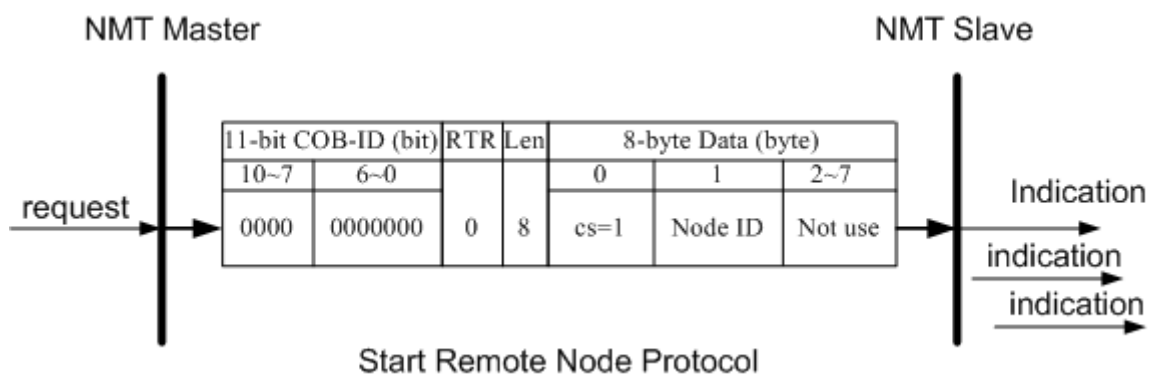 NMT Master
NMT Slave
11-bit COB-ID (bit) RTR Len 8-byte Data (byte)
10~7 6~0 0 1 2~7
request 0000 0000000 0 8 cs=1 Node ID Not use Indication
indication
indication
Start Remote Node Protocol